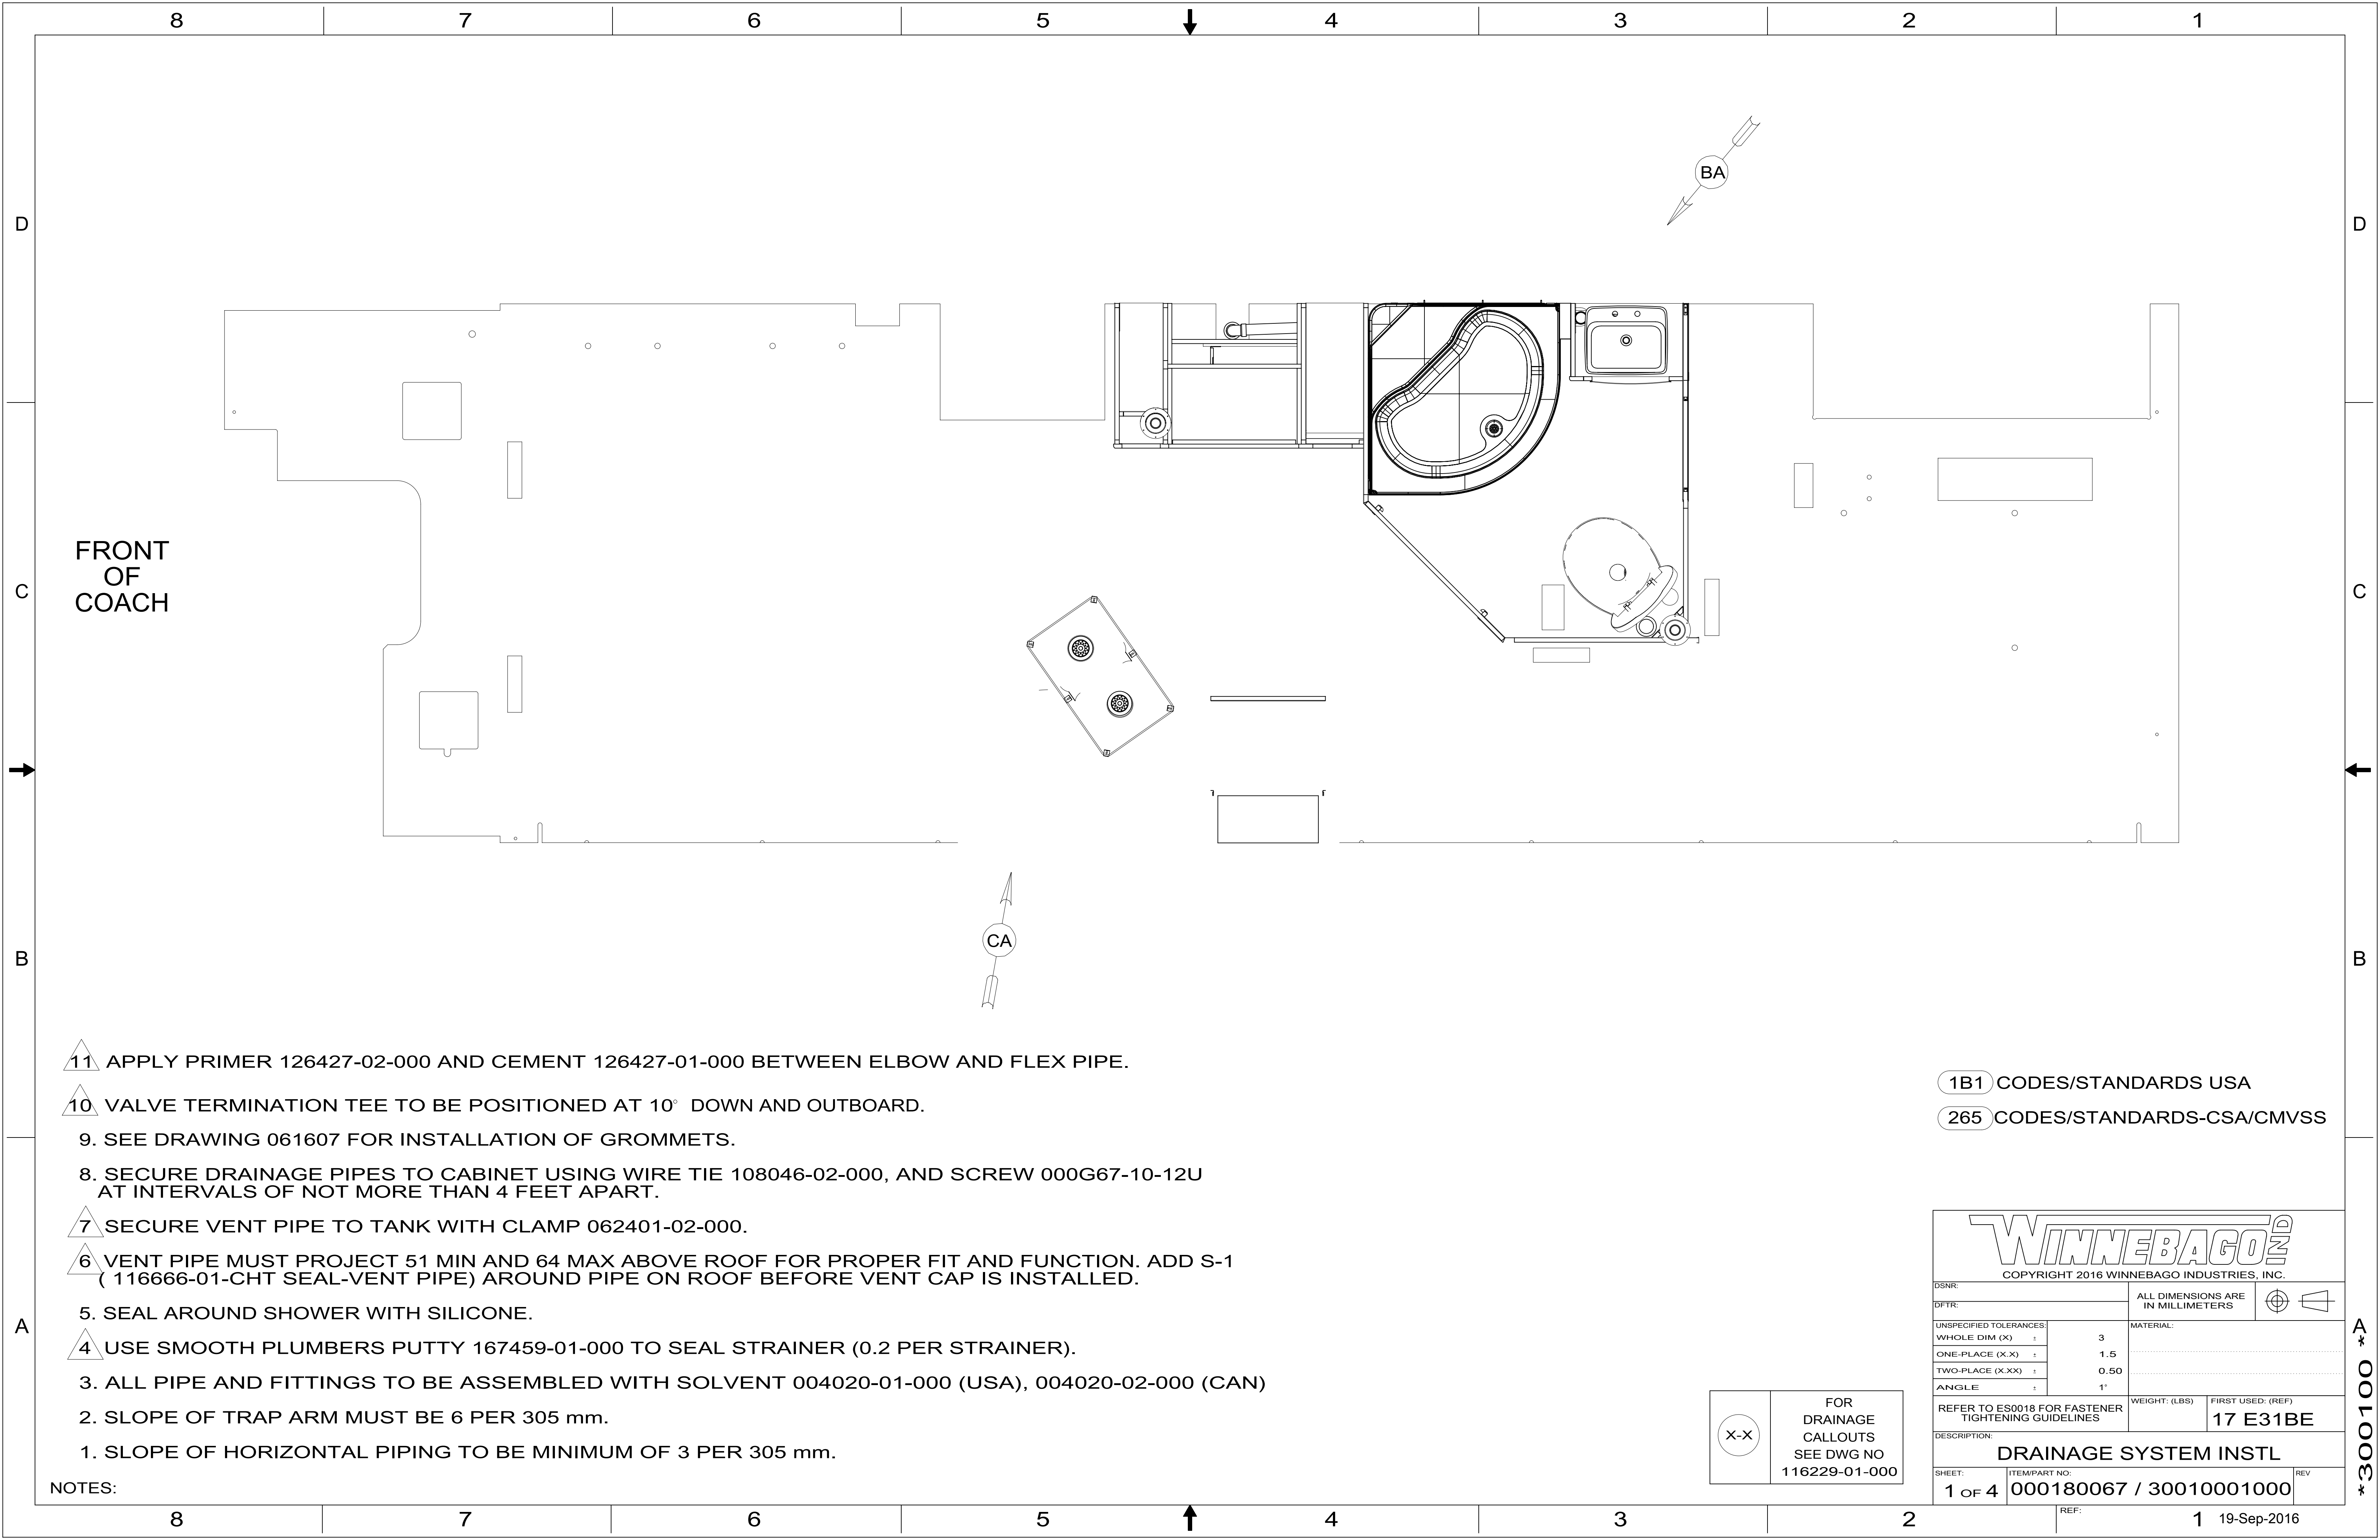 8 7 6 5 4 3 2 1
D D
BA
FRONT
OF
COACH
C C
CA
B B
11 APPLY PRIMER 126427-02-000 AND CEMENT 126427-01-000 BETWEEN ELBOW AND FLEX PIPE.
10 VALVE TERMINATION TEE TO BE POSITIONED AT 10° DOWN AND OUTBOARD.
9. SEE DRAWING 061607 FOR INSTALLATION OF GROMMETS.
8. SECURE DRAINAGE PIPES TO CABINET USING WIRE TIE 108046-02-000, AND SCREW 000G67-10-12U
AT INTERVALS OF NOT MORE THAN 4 FEET APART.
7 SECURE VENT PIPE TO TANK WITH CLAMP 062401-02-000.
6 VENT PIPE MUST PROJECT 51 MIN AND 64 MAX ABOVE ROOF FOR PROPER FIT AND FUNCTION. ADD S-1
( 116666-01-CHT SEAL-VENT PIPE) AROUND PIPE ON ROOF BEFORE VENT CAP IS INSTALLED.
5. SEAL AROUND SHOWER WITH SILICONE.
4 USE SMOOTH PLUMBERS PUTTY 167459-01-000 TO SEAL STRAINER (0.2 PER STRAINER).
3. ALL PIPE AND FITTINGS TO BE ASSEMBLED WITH SOLVENT 004020-01-000 (USA), 004020-02-000 (CAN)
2. SLOPE OF TRAP ARM MUST BE 6 PER 305 mm.
1. SLOPE OF HORIZONTAL PIPING TO BE MINIMUM OF 3 PER 305 mm.
NOTES:
1B1 CODES/STANDARDS USA
265 CODES/STANDARDS-CSA/CMVSS
X-X
FOR
DRAINAGE
CALLOUTS
SEE DWG NO
116229-01-000
WINNEBAGO IND
COPYRIGHT 2016 WINNEBAGO INDUSTRIES, INC.
DSNR:
DFTR:
ALL DIMENSIONS ARE
IN MILLIMETERS
UNSPECIFIED TOLERANCES:
WHOLE DIM (X) ± 3
ONE-PLACE (X.X) ± 1.5
TWO-PLACE (X.XX) ± 0.50
ANGLE ± 1°
MATERIAL:
REFER TO ES0018 FOR FASTENER
TIGHTENING GUIDELINES
WEIGHT: (LBS)
FIRST USED: (REF)
17 E31BE
DESCRIPTION:
DRAINAGE SYSTEM INSTL
SHEET:
1 OF 4
ITEM/PART NO:
000180067 / 30010001000
REV
REF:
A A
*300100*
8 7 6 5 4 3 2 1
19-Sep-2016